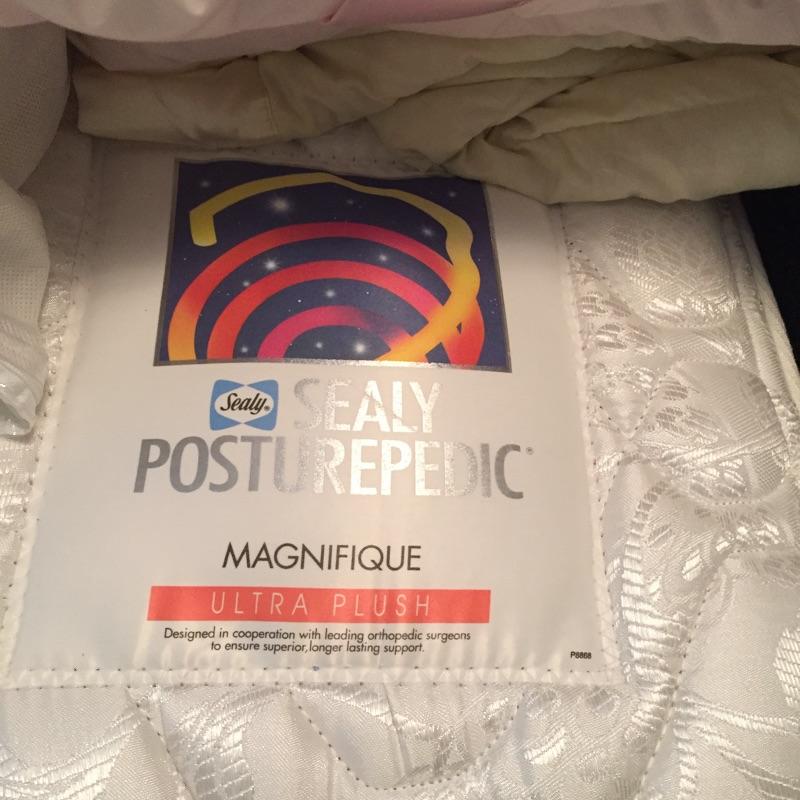 Sealy® SEALY
POSTUREPEDIC®
MAGNIFIQUE
ULTRA PLUSH
Designed in cooperation with leading orthopedic surgeons
to ensure superior, longer lasting support.
P8868